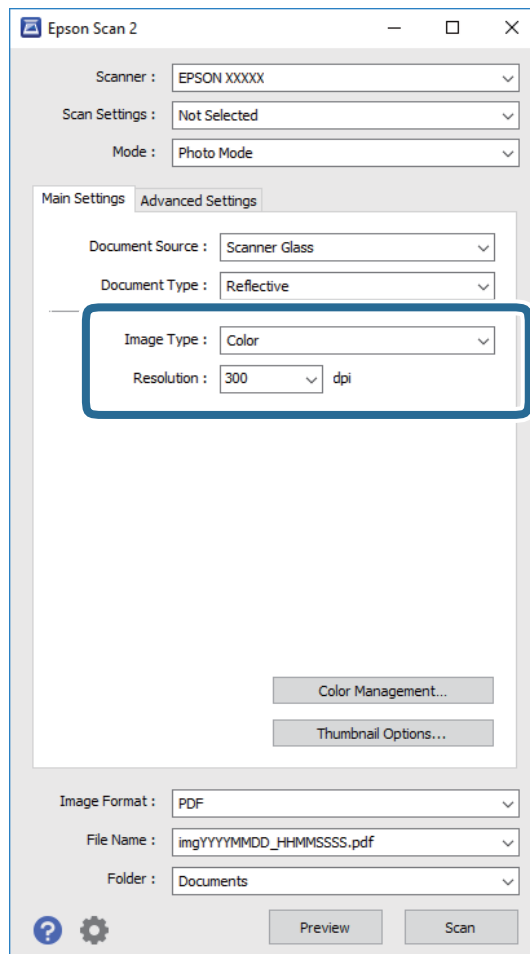 Epson Scan 2
Scanner : EPSON XXXXX
Scan Settings : Not Selected
Mode : Photo Mode
Main Settings Advanced Settings
Document Source : Scanner Glass
Document Type : Reflective
Image Type : Color
Resolution : 300 dpi
Color Management...
Thumbnail Options...
Image Format : PDF
File Name : imgYYYYMMDD_HHMMSSSS.pdf
Folder : Documents
? Preview Scan